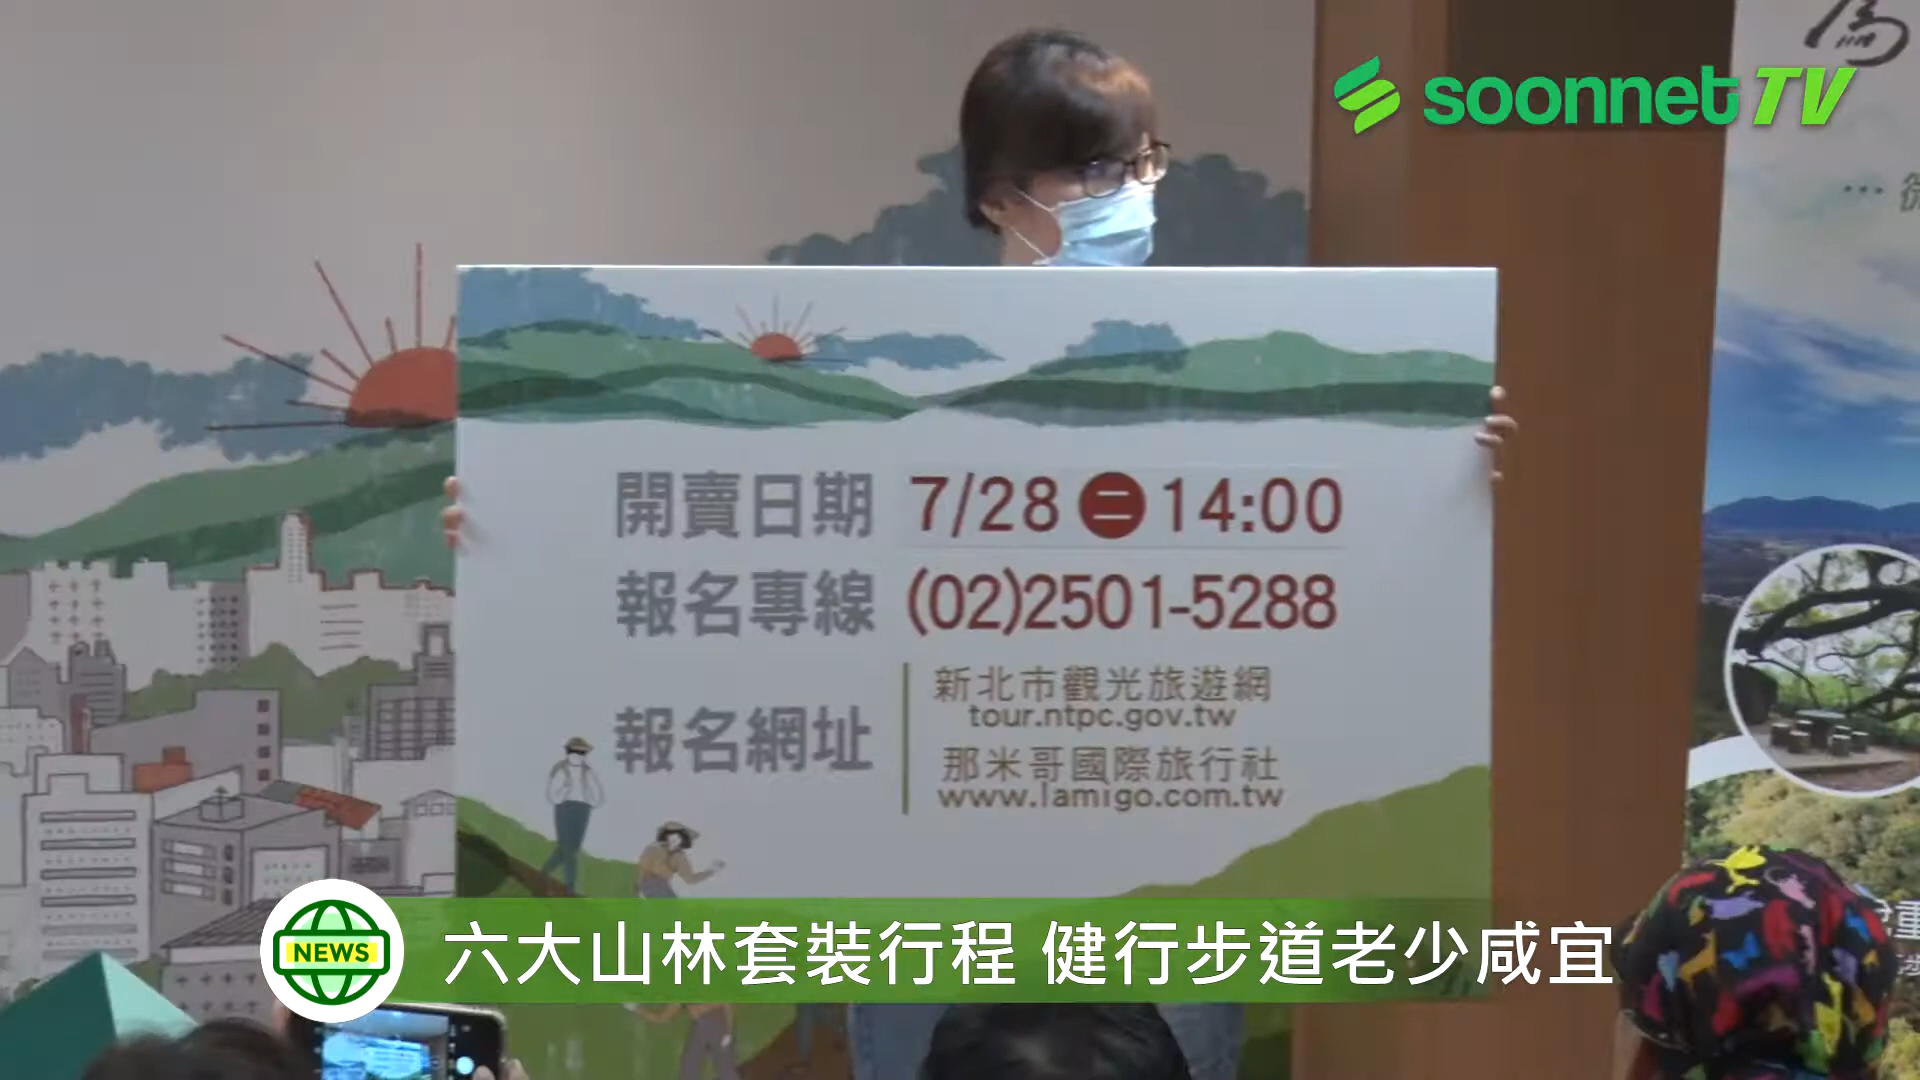 為
soonnet TV
開賣日期 7/28 二 14:00
報名專線 (02)2501-5288
報名網址
新北市觀光旅遊網
tour.ntpc.gov.tw
那米哥國際旅行社
www.lamigo.com.tw
NEWS
六大山林套裝行程 健行步道老少咸宜